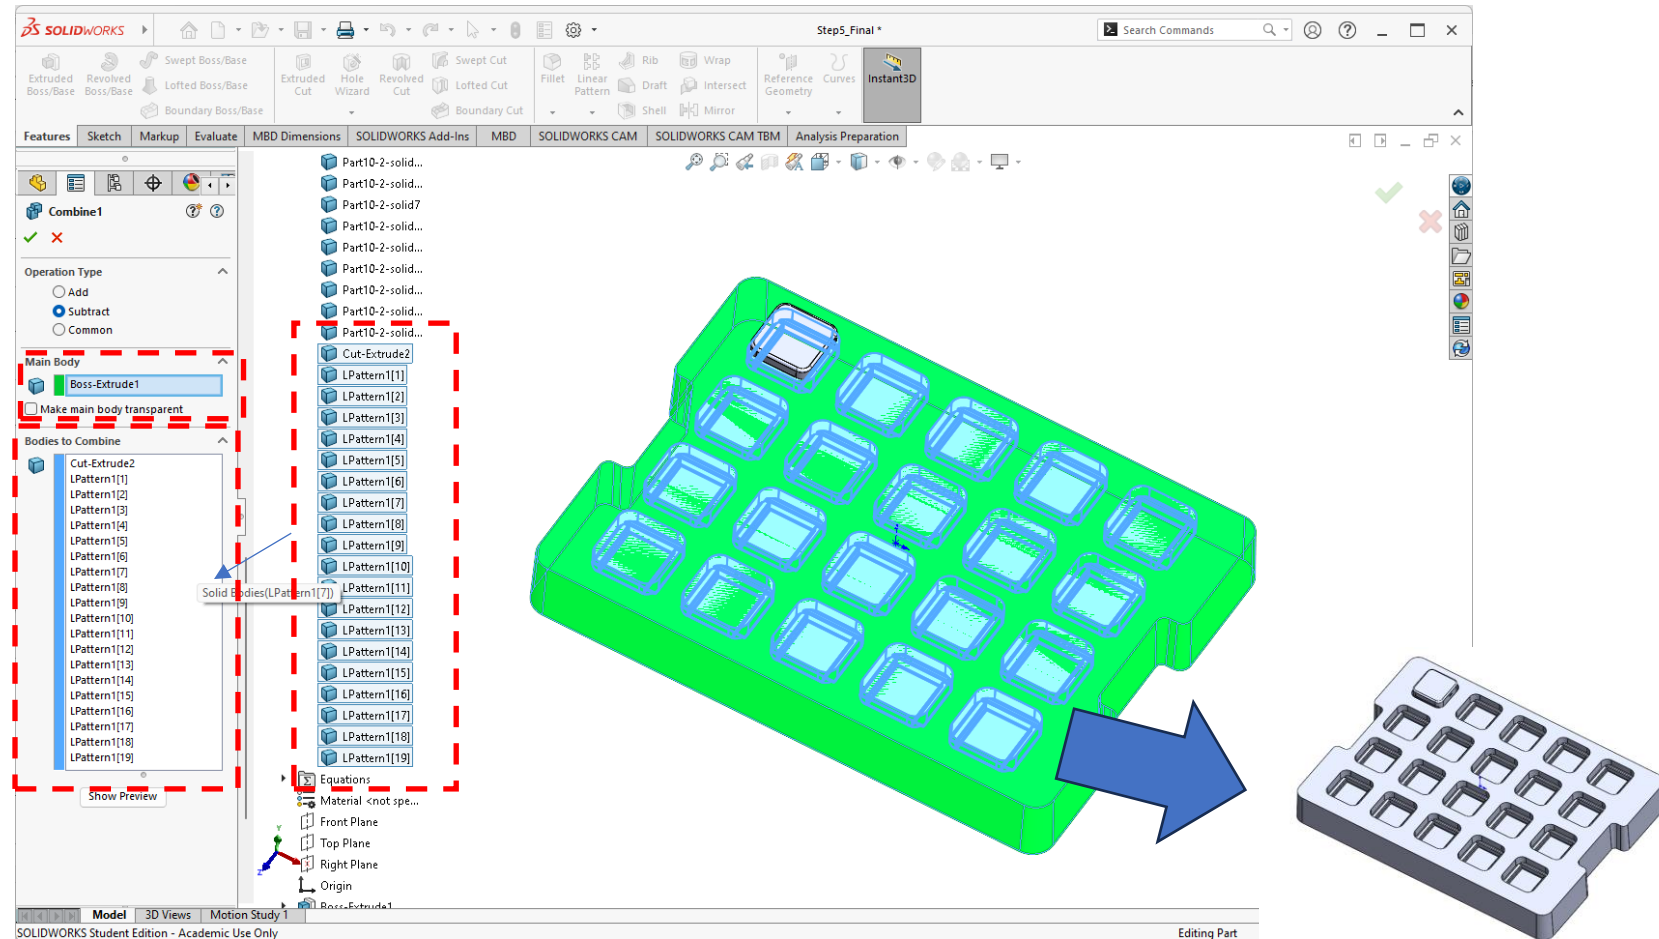 SOLIDWORKS
Step5_Final *
Search Commands
Extruded Boss/Base
Revolved Boss/Base
Swept Boss/Base
Lofted Boss/Base
Boundary Boss/Base
Extruded Cut
Hole Wizard
Revolved Cut
Swept Cut
Lofted Cut
Boundary Cut
Fillet
Linear Pattern
Rib
Draft
Shell
Wrap
Intersect
Mirror
Reference Geometry
Curves
Instant3D
Features
Sketch
Markup
Evaluate
MBD Dimensions
SOLIDWORKS Add-Ins
MBD
SOLIDWORKS CAM
SOLIDWORKS CAM TBM
Analysis Preparation
Combine1
Operation Type
Add
Subtract
Common
Main Body
Boss-Extrude1
Make main body transparent
Bodies to Combine
Cut-Extrude2
LPattern1[1]
LPattern1[2]
LPattern1[3]
LPattern1[4]
LPattern1[5]
LPattern1[6]
LPattern1[7]
LPattern1[8]
LPattern1[9]
LPattern1[10]
LPattern1[11]
LPattern1[12]
LPattern1[13]
LPattern1[14]
LPattern1[15]
LPattern1[16]
LPattern1[17]
LPattern1[18]
LPattern1[19]
Show Preview
Part10-2-solid...
Part10-2-solid...
Part10-2-solid7
Part10-2-solid...
Part10-2-solid...
Part10-2-solid...
Part10-2-solid...
Part10-2-solid...
Part10-2-solid...
Cut-Extrude2
LPattern1[1]
LPattern1[2]
LPattern1[3]
LPattern1[4]
LPattern1[5]
LPattern1[6]
LPattern1[7]
LPattern1[8]
LPattern1[9]
LPattern1[10]
LPattern1[11]
Solid Bodies(LPattern1[7])
LPattern1[12]
LPattern1[13]
LPattern1[14]
LPattern1[15]
LPattern1[16]
LPattern1[17]
LPattern1[18]
LPattern1[19]
Equations
Material <not spe...
Front Plane
Top Plane
Right Plane
Origin
Boss-Extrude1
Y
Z
Model
3D Views
Motion Study 1
SOLIDWORKS Student Edition - Academic Use Only
Editing Part